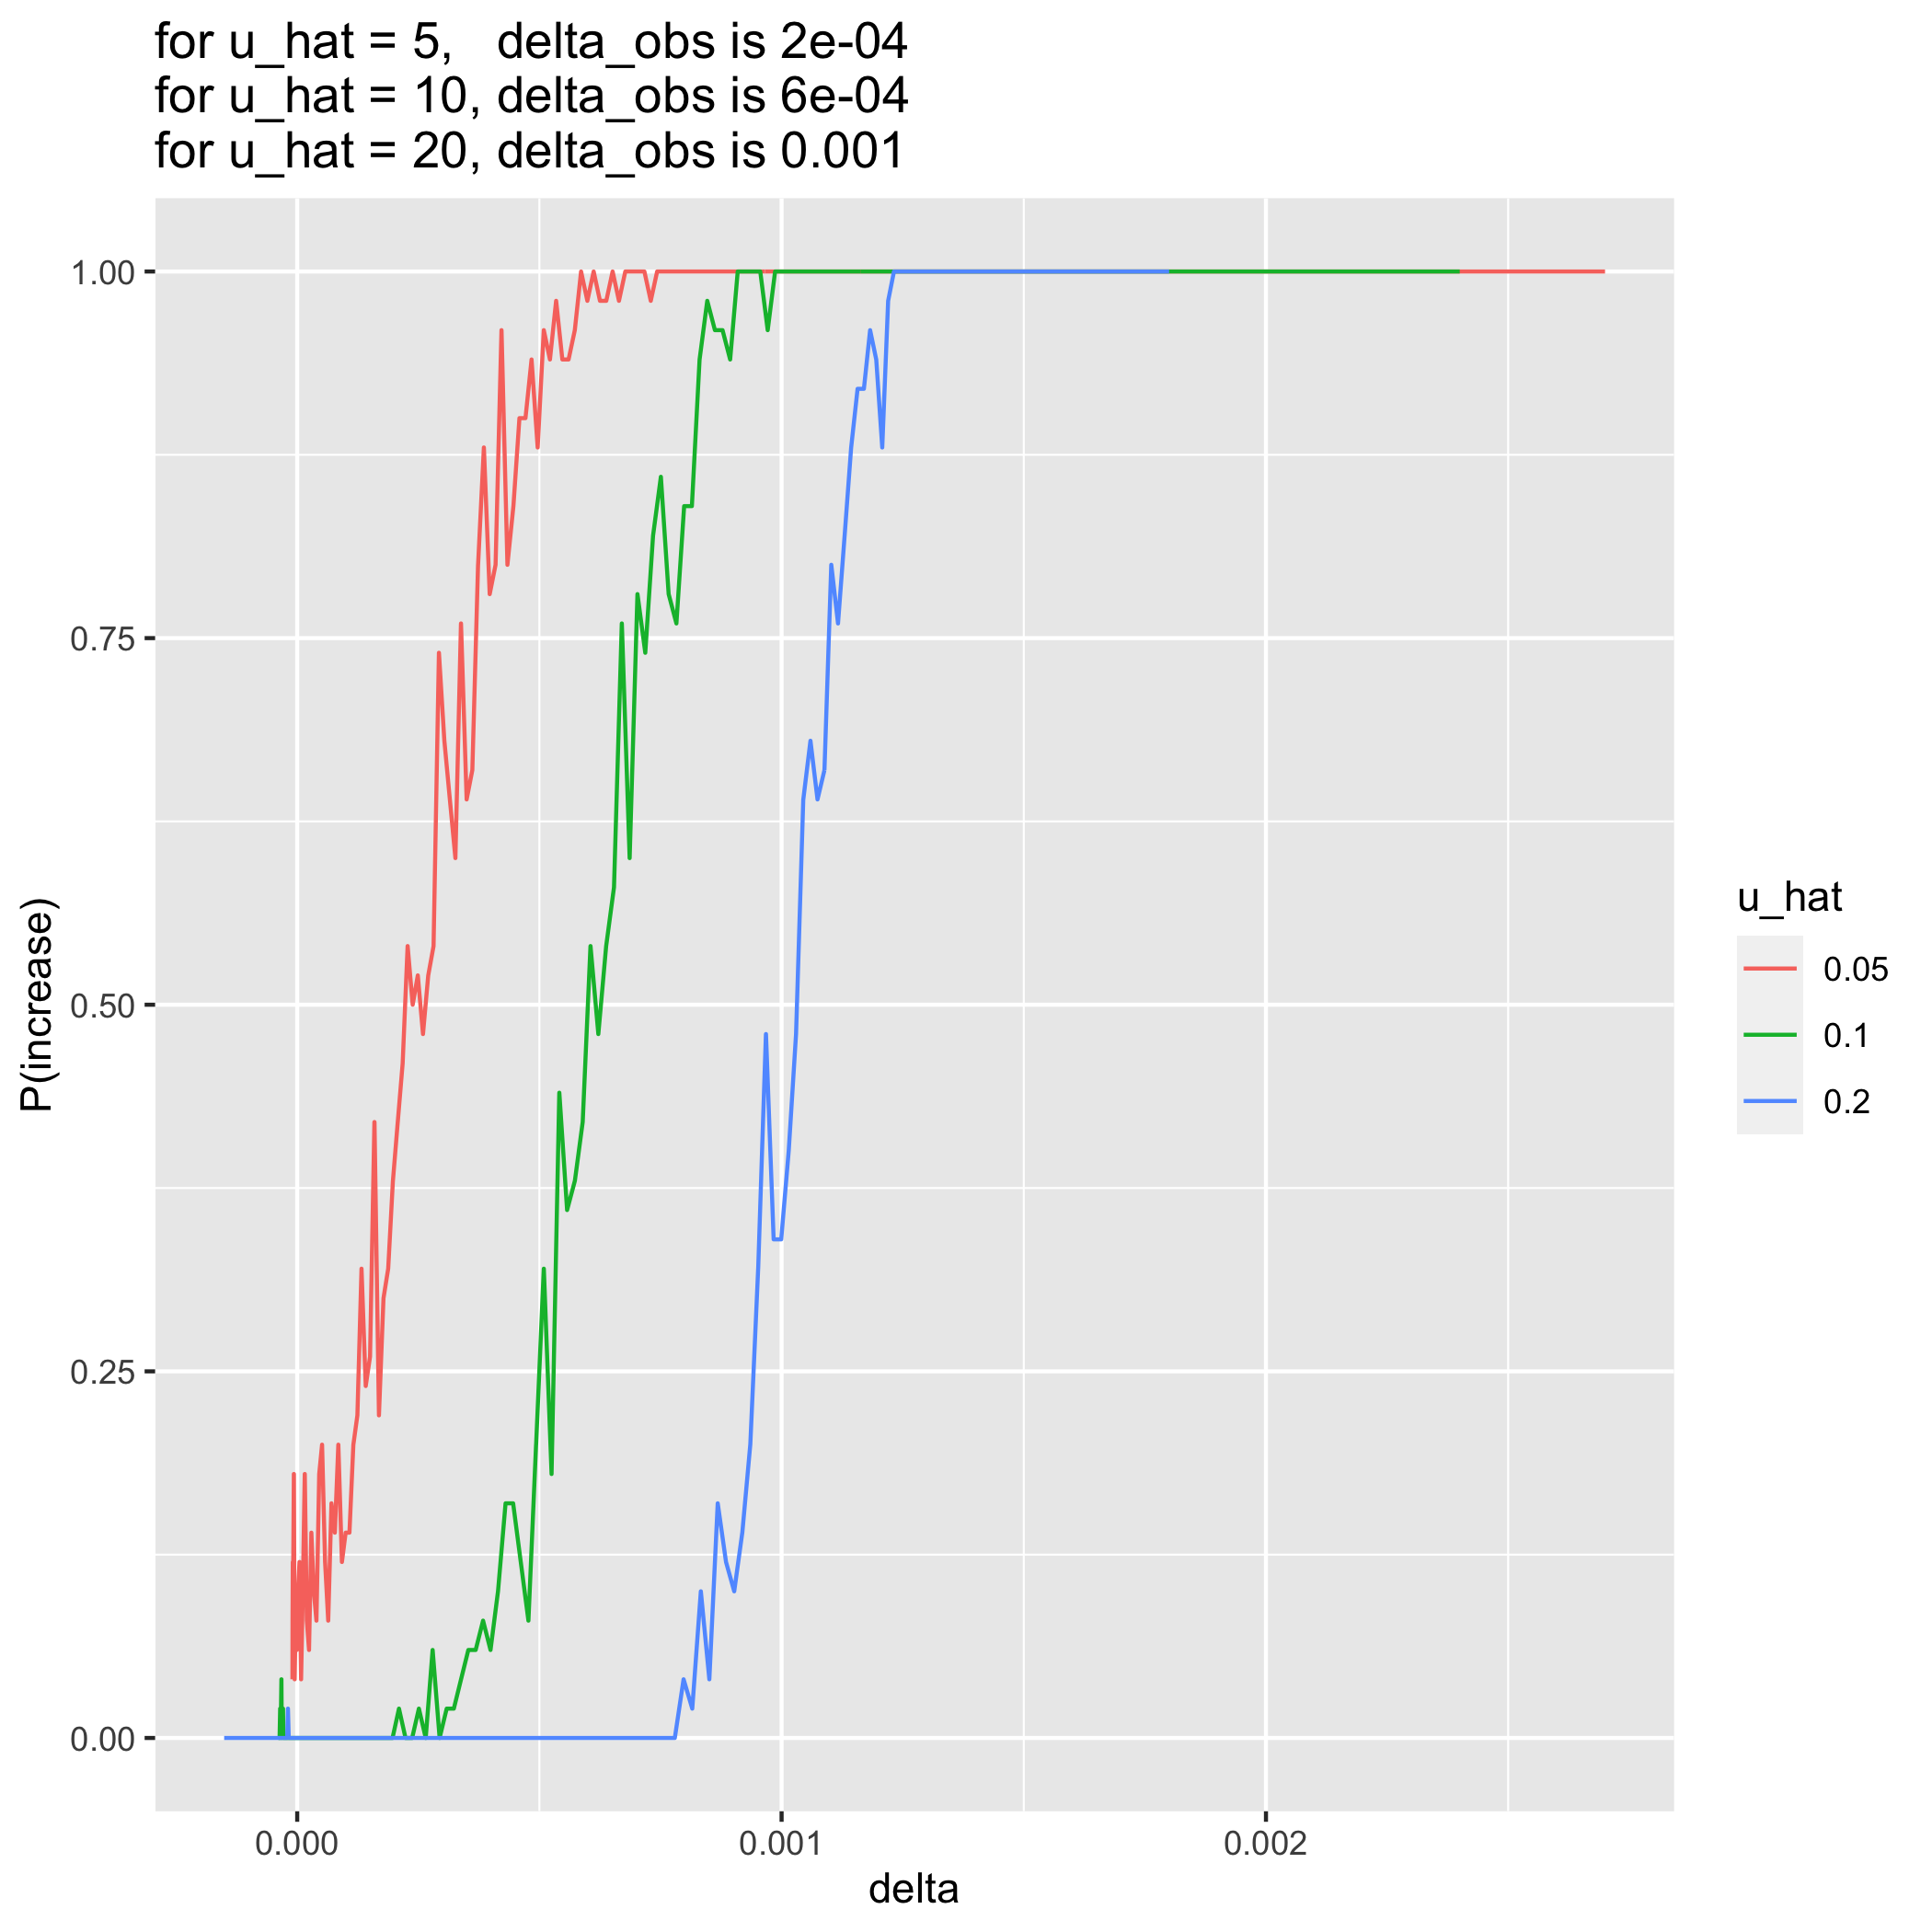 for u_hat = 5,   delta_obs is 2e-04
for u_hat = 10, delta_obs is 6e-04
for u_hat = 20, delta_obs is 0.001
1.00
0.75
0.50
0.25
0.00
P(increase)
0.000
0.001
0.002
delta
u_hat
0.05
0.1
0.2